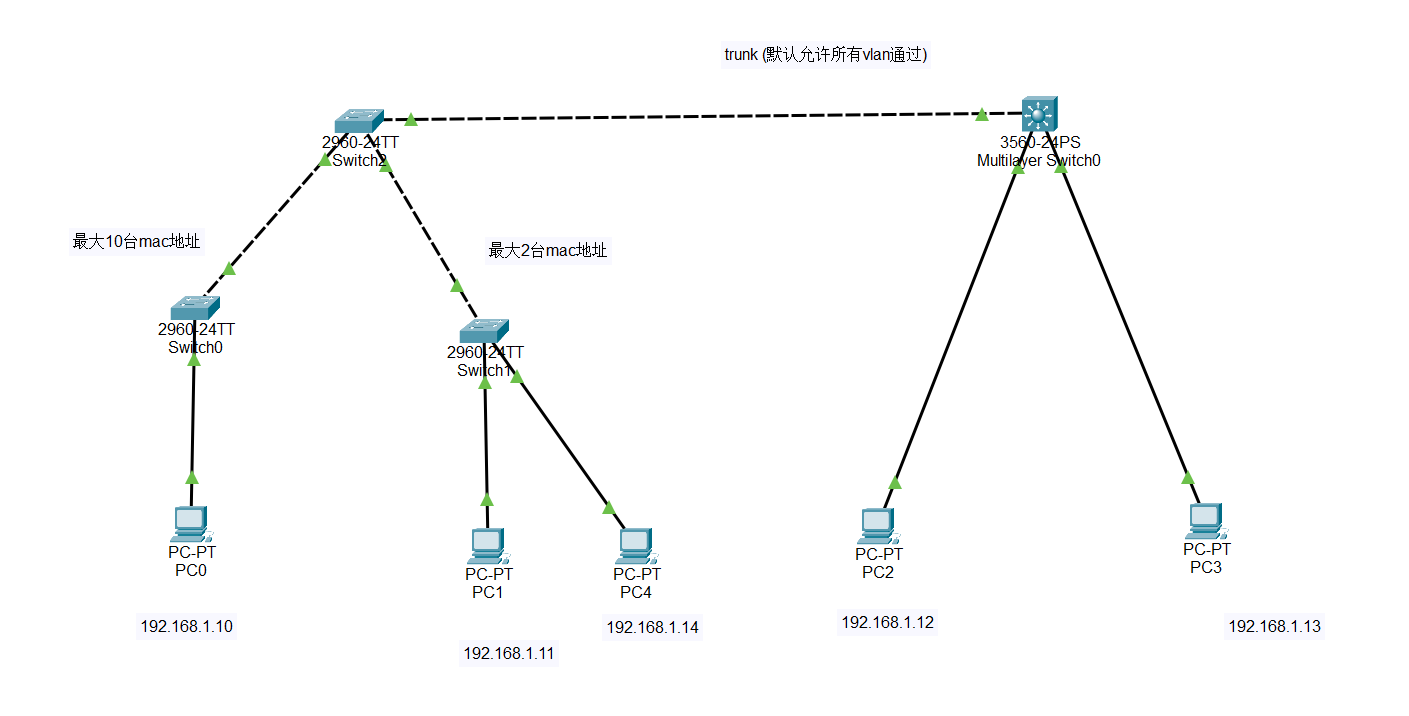 trunk (默认允许所有vlan通过)
2960-24TT
Switch2
3560-24PS
Multilayer Switch0
最大10台mac地址
最大2台mac地址
2960-24TT
Switch0
2960-24TT
Switch1
PC-PT
PC0
PC-PT
PC1
PC-PT
PC4
PC-PT
PC2
PC-PT
PC3
192.168.1.10
192.168.1.11
192.168.1.14
192.168.1.12
192.168.1.13